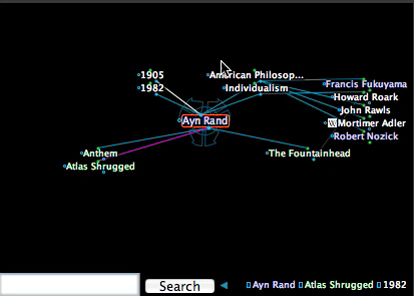 1905
American Philosop...
1982
Individualism
Francis Fukuyama
Howard Roark
John Rawls
W Mortimer Adler
Ayn Rand
Robert Nozick
Anthem
The Fountainhead
Atlas Shrugged
Search
Ayn Rand Atlas Shrugged 1982